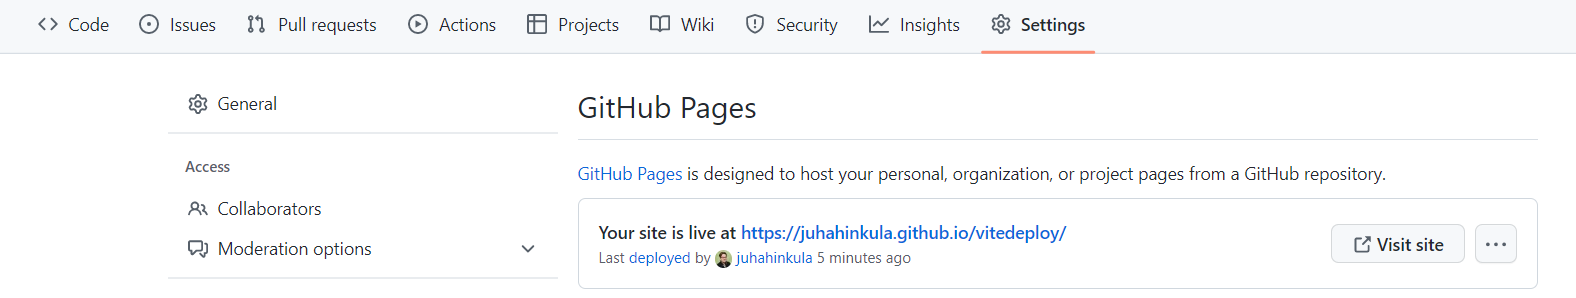 Code Issues Pull requests Actions Projects Wiki Security Insights Settings
General
Access
Collaborators
Moderation options
GitHub Pages
GitHub Pages is designed to host your personal, organization, or project pages from a GitHub repository.
Your site is live at https://juhahinkula.github.io/vitedeploy/
Last deployed by juhahinkula 5 minutes ago
Visit site